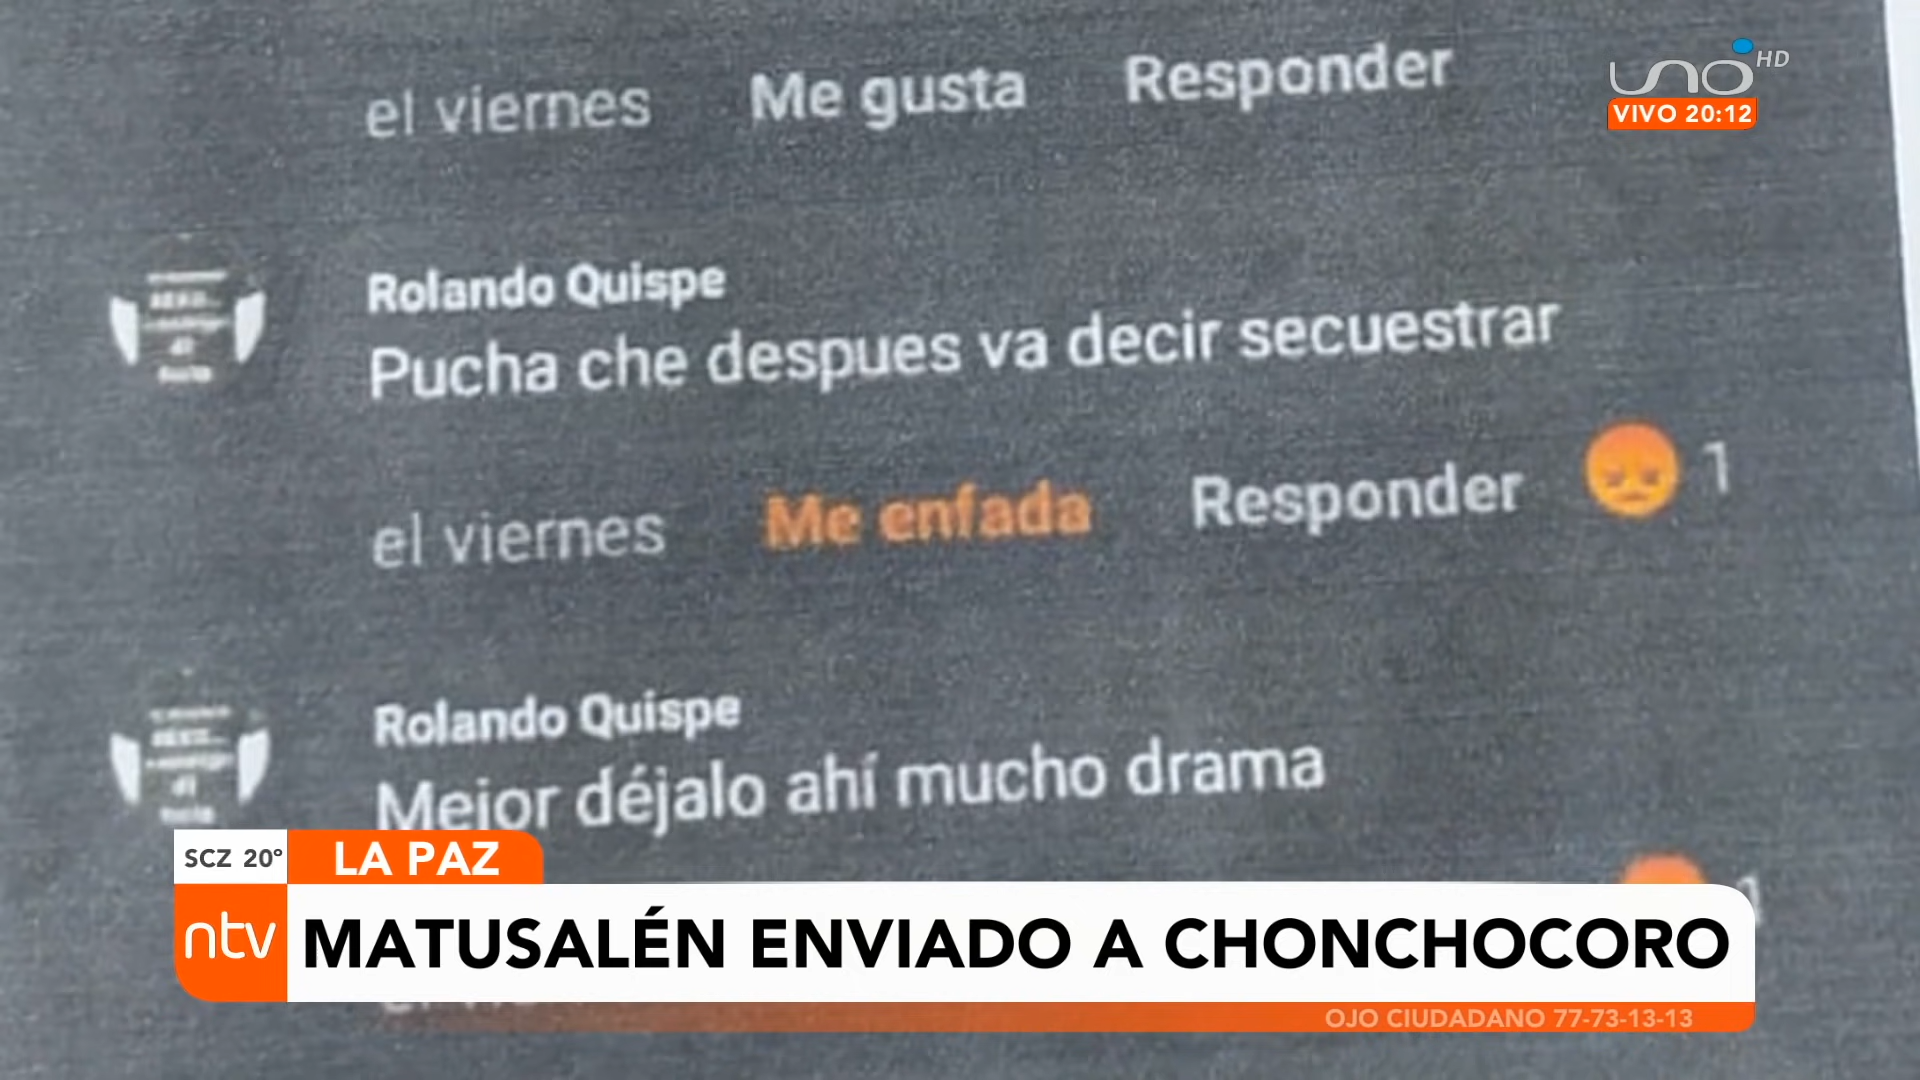 el viernes Me gusta Responder
UNO HD
VIVO 20:12
Rolando Quispe
Pucha che despues va decir secuestrar
el viernes Me enfada Responder 1
Rolando Quispe
Mejor déjalo ahí mucho drama
SCZ 20° LA PAZ
ntv MATUSALÉN ENVIADO A CHONCHOCORO
OJO CIUDADANO 77-73-13-13